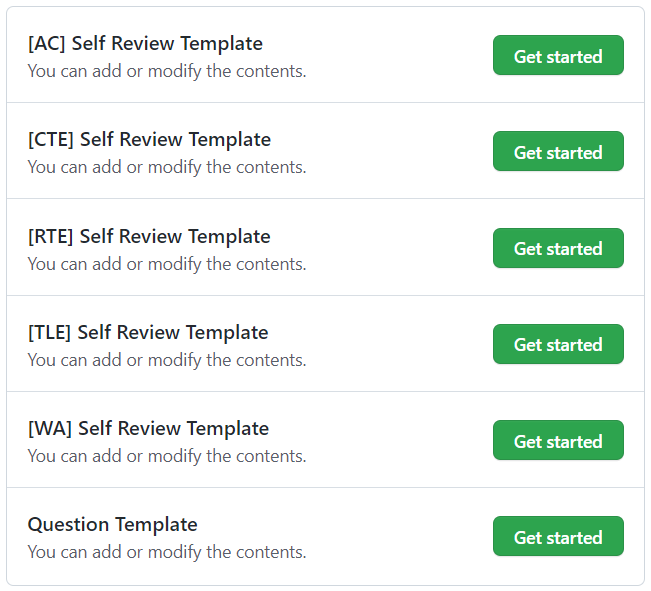 [AC] Self Review Template
You can add or modify the contents.
Get started
[CTE] Self Review Template
You can add or modify the contents.
Get started
[RTE] Self Review Template
You can add or modify the contents.
Get started
[TLE] Self Review Template
You can add or modify the contents.
Get started
[WA] Self Review Template
You can add or modify the contents.
Get started
Question Template
You can add or modify the contents.
Get started